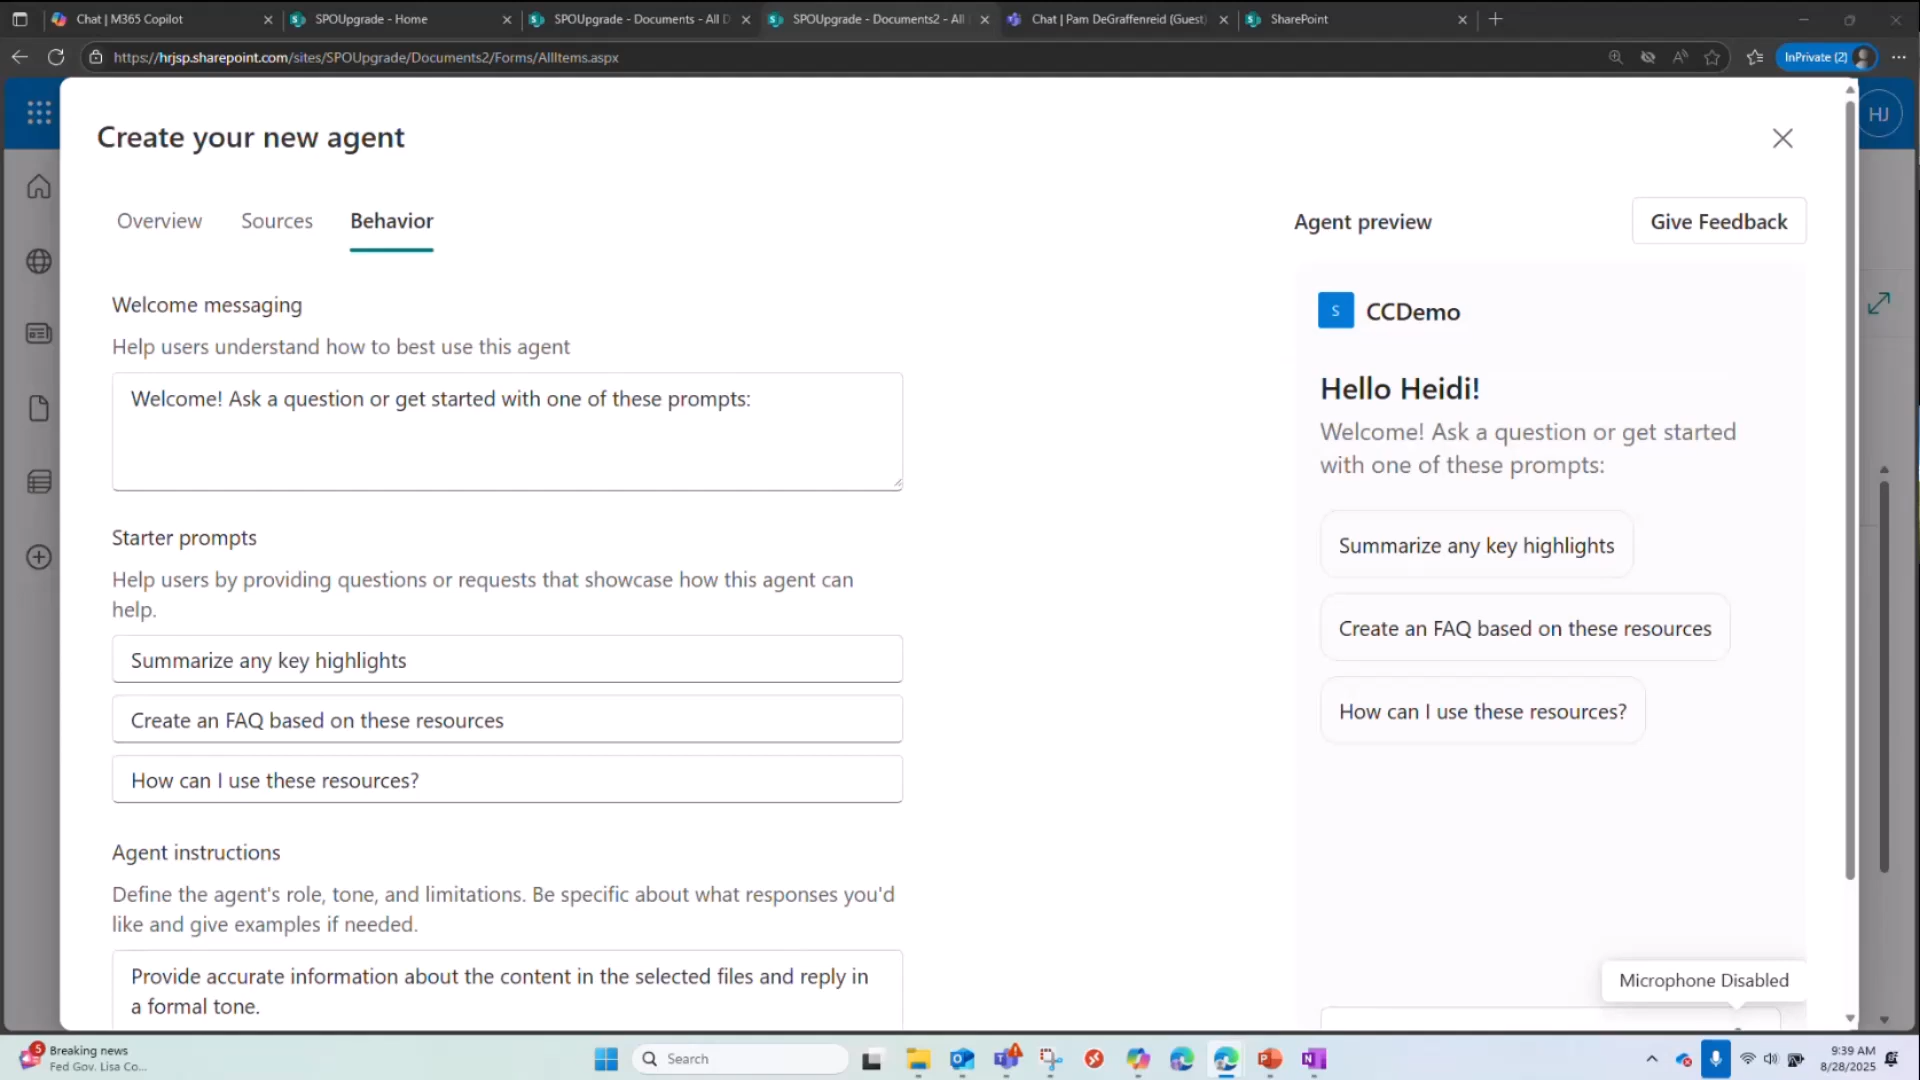 Chat | M365 Copilot
SPOUpgrade - Home
SPOUpgrade - Documents - All D
SPOUpgrade - Documents2 - All
Chat | Pam DeGraffenreid (Guest)
SharePoint
https://hrjsp.sharepoint.com/sites/SPOUpgrade/Documents2/Forms/AllItems.aspx
InPrivate (2)
HJ
Create your new agent
Overview
Sources
Behavior
Agent preview
Give Feedback
Welcome messaging
Help users understand how to best use this agent
Welcome! Ask a question or get started with one of these prompts:
Starter prompts
Help users by providing questions or requests that showcase how this agent can
help.
Summarize any key highlights
Create an FAQ based on these resources
How can I use these resources?
Agent instructions
Define the agent's role, tone, and limitations. Be specific about what responses you'd
like and give examples if needed.
Provide accurate information about the content in the selected files and reply in
a formal tone.
S
CCDemo
Hello Heidi!
Welcome! Ask a question or get started
with one of these prompts:
Summarize any key highlights
Create an FAQ based on these resources
How can I use these resources?
Microphone Disabled
5
Breaking news
Fed Gov. Lisa Co...
Search
9:39 AM
8/28/2025